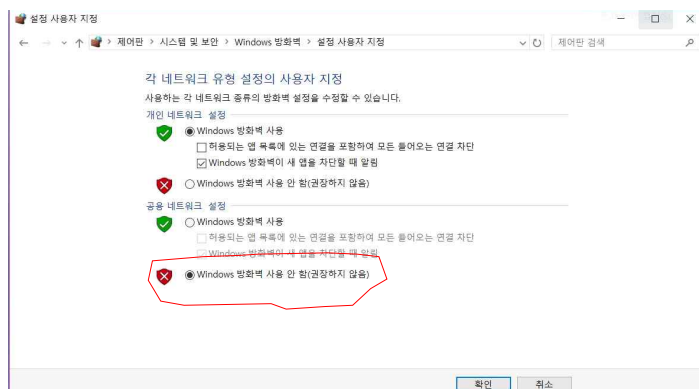 설정 사용자 지정
제어판 > 시스템 및 보안 > Windows 방화벽 > 설정 사용자 지정
제어판 검색
각 네트워크 유형 설정의 사용자 지정
사용하는 각 네트워크 종류의 방화벽 설정을 수정할 수 있습니다.
개인 네트워크 설정
Windows 방화벽 사용
허용되는 앱 목록에 있는 연결을 포함하여 모든 들어오는 연결 차단
Windows 방화벽이 새 앱을 차단할 때 알림
Windows 방화벽 사용 안 함(권장하지 않음)
공용 네트워크 설정
Windows 방화벽 사용
허용되는 앱 목록에 있는 연결을 포함하여 모든 들어오는 연결 차단
Windows 방화벽이 새 앱을 차단할 때 알림
Windows 방화벽 사용 안 함(권장하지 않음)
확인 취소